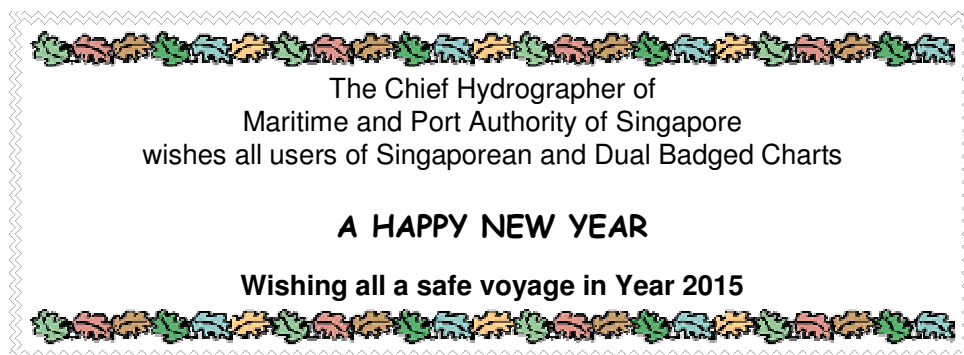 The Chief Hydrographer of
Maritime and Port Authority of Singapore
wishes all users of Singaporean and Dual Badged Charts
A HAPPY NEW YEAR
Wishing all a safe voyage in Year 2015